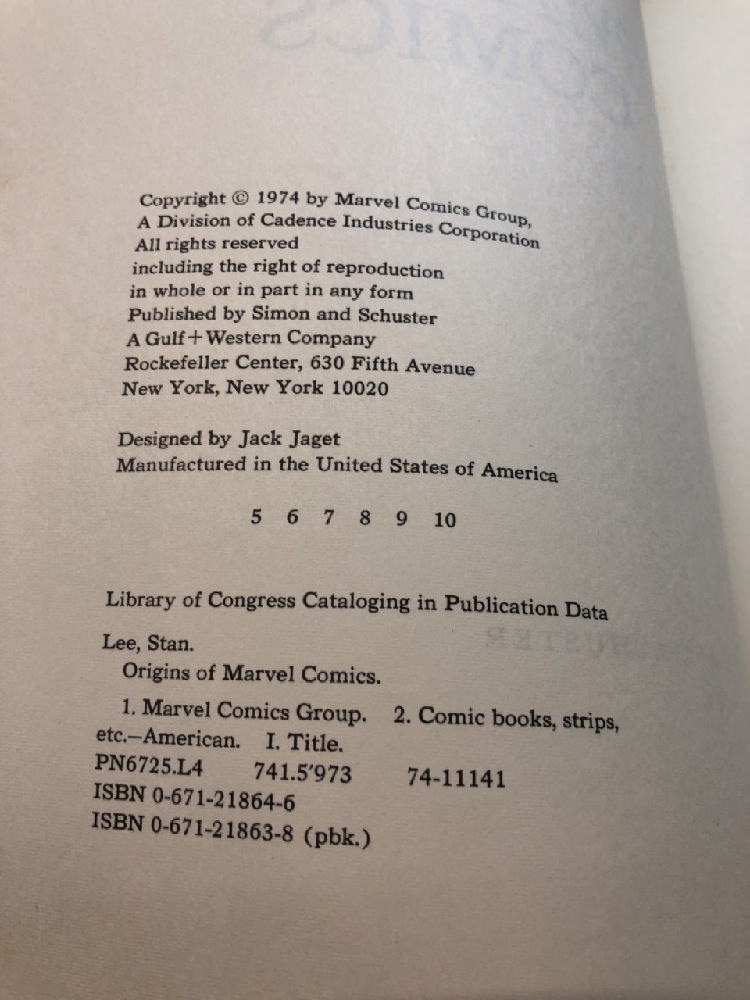 COMICS
Copyright © 1974 by Marvel Comics Group,
A Division of Cadence Industries Corporation
All rights reserved
including the right of reproduction
in whole or in part in any form
Published by Simon and Schuster
A Gulf+Western Company
Rockefeller Center, 630 Fifth Avenue
New York, New York 10020
Designed by Jack Jaget
Manufactured in the United States of America
5 6 7 8 9 10
Library of Congress Cataloging in Publication Data
Lee, Stan.
Origins of Marvel Comics.
1. Marvel Comics Group. 2. Comic books, strips,
etc.—American. I. Title.
PN6725.L4 741.5'973 74-11141
ISBN 0-671-21864-6
ISBN 0-671-21863-8 (pbk.)